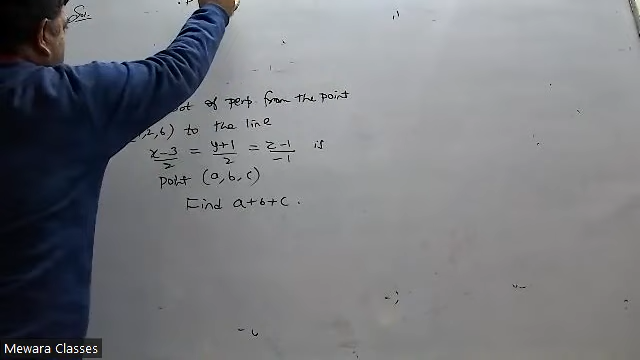 Su.
of perp. from the point
2, 6) to the line
x-3/2 = y+1/2 = z-1/-1 is
point (a, b, c)
Find a+b+c.
Mewara Classes